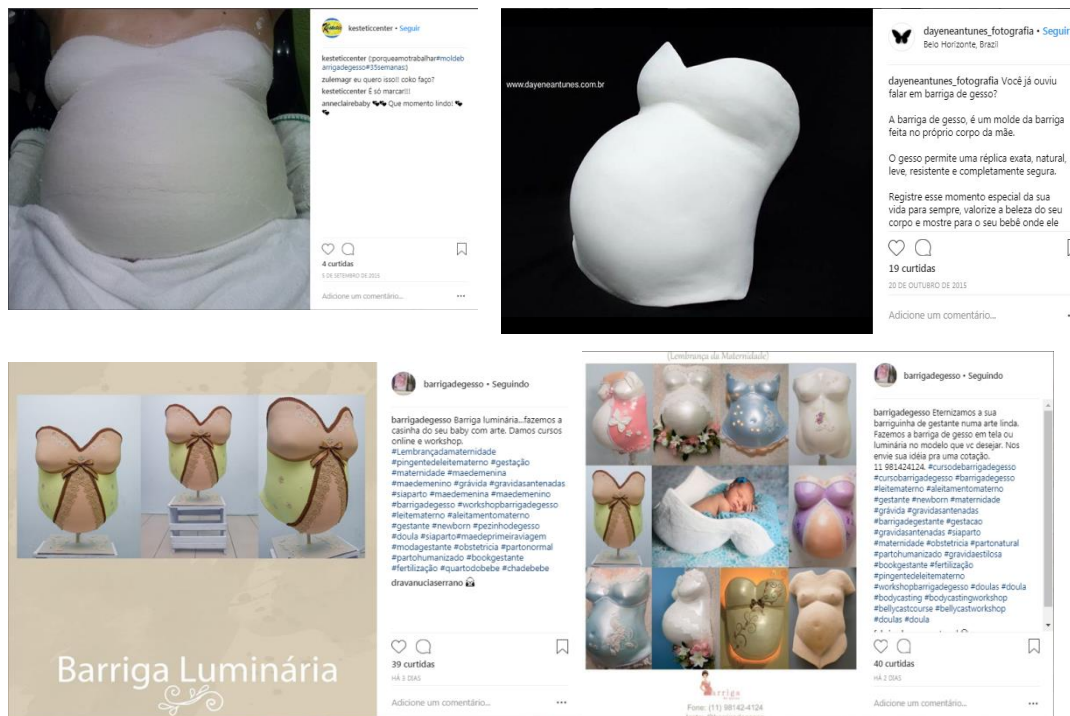 kesteticcenter • Seguir
kesteticcenter (:porqueamotrabalhar#moldeb
arrigadegesso#35semanas:)
zulemagr eu quero isso!! coko faço?
kesteticcenter É só marcar!!!
anneclairebaby Que momento lindo!
4 curtidas
5 DE SETEMBRO DE 2015
Adicione um comentário...
www.dayeneantunes.com.br
dayeneantunes_fotografia • Seguir
Belo Horizonte, Brazil
dayeneantunes_fotografia Você já ouviu
falar em barriga de gesso?
A barriga de gesso, é um molde da barriga
feita no próprio corpo da mãe.
O gesso permite uma réplica exata, natural,
leve, resistente e completamente segura.
Registre esse momento especial da sua
vida para sempre, valorize a beleza do seu
corpo e mostre para o seu bebê onde ele
19 curtidas
20 DE OUTUBRO DE 2015
Adicione um comentário...
Barriga Luminária
barrigadegesso • Seguindo
barrigadegesso Barriga luminária...fazemos a
casinha do seu baby com arte. Damos cursos
online e workshop.
#Lembrançadamaternidade
#pingentedeleitematerno #gestação
#maternidade #maedemenina
#maedemenino #grávida #gravidasantenadas
#siaparto #maedemenina #maedemenino
#barrigadegesso #workshopbarrigadegesso
#leitematerno #aleitamentomaterno
#gestante #newborn #pezinhodegesso
#doula #siaparto#maedeprimeiraviagem
#modagestante #obstetricia #partonormal
#partohumanizado #bookgestante
#fertilização #quartodobebe #chadebebe
dravanuciaserrano
39 curtidas
HÁ 3 DIAS
Adicione um comentário...
(Lembrança da Maternidade)
Barriga
Fone: (11) 98142-4124
barrigadegesso • Seguindo
barrigadegesso Eternizamos a sua
barriguinha de gestante numa arte linda.
Fazemos a barriga de gesso em tela ou
luminária no modelo que vc desejar. Nos
envie sua idéia pra uma cotação.
11 981424124. #cursodebarrigadegesso
#cursobarrigadegesso #barrigadegesso
#leitematerno #aleitamentomaterno
#gestante #newborn #maternidade
#grávida #gravidasantenadas
#barrigadegestante #gestacao
#gravidasantenadas #siaparto
#maternidade #obstetricia #partonatural
#partohumanizado #gravidaestilosa
#bookgestante #fertilização
#pingentedeleitematerno
#workshopbarrigadegesso #doulas #doula
#bodycasting #bodycastingworkshop
#bellycastcourse #bellycastworkshop
#doulas #doula
40 curtidas
HÁ 2 DIAS
Adicione um comentário...